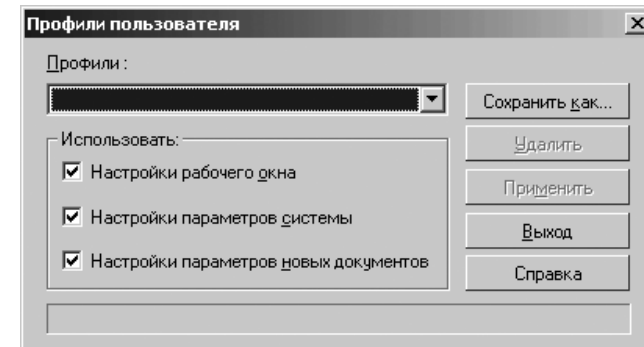 Профили пользователя
Профили :
Сохранить как...
Использовать:
Удалить
Настройки рабочего окна
Применить
Настройки параметров системы
Выход
Настройки параметров новых документов
Справка